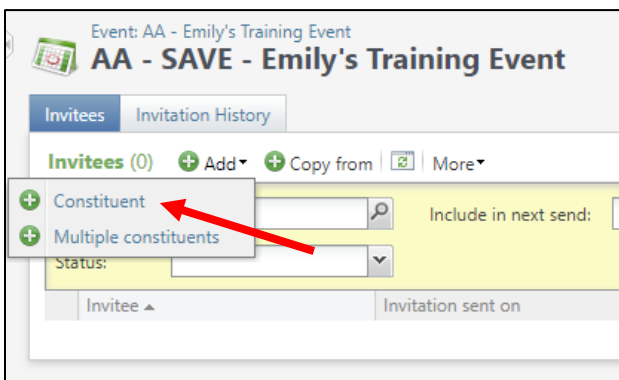 Event: AA - Emily's Training Event
AA - SAVE - Emily's Training Event
Invitees Invitation History
Invitees (0) Add Copy from More
Constituent Include in next send:
Multiple constituents
Status:
Invitee Invitation sent on